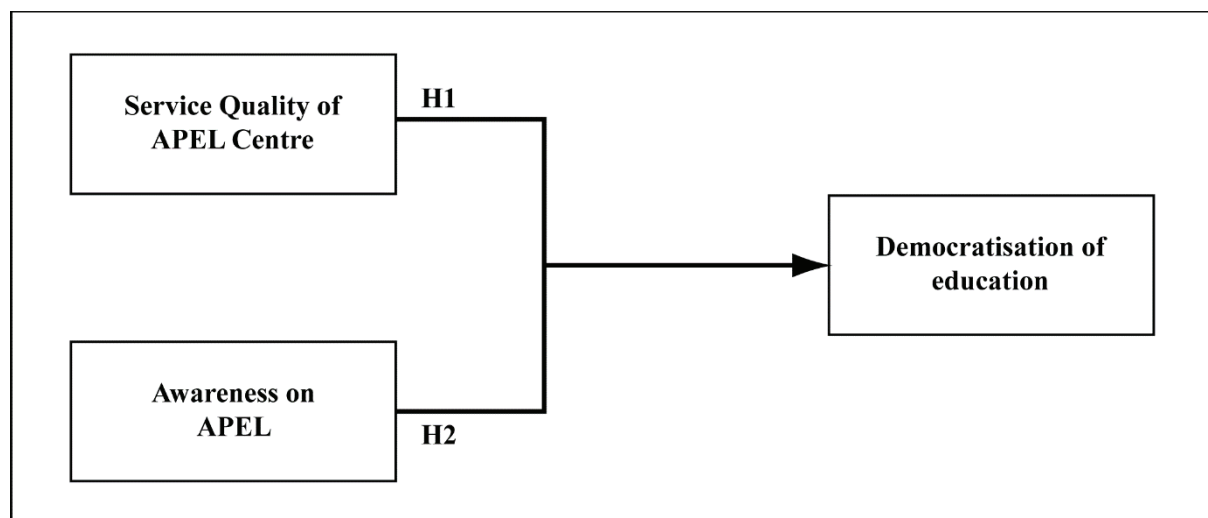 Service Quality of
APEL Centre
H1
Democratisation of
education
Awareness on
APEL
H2